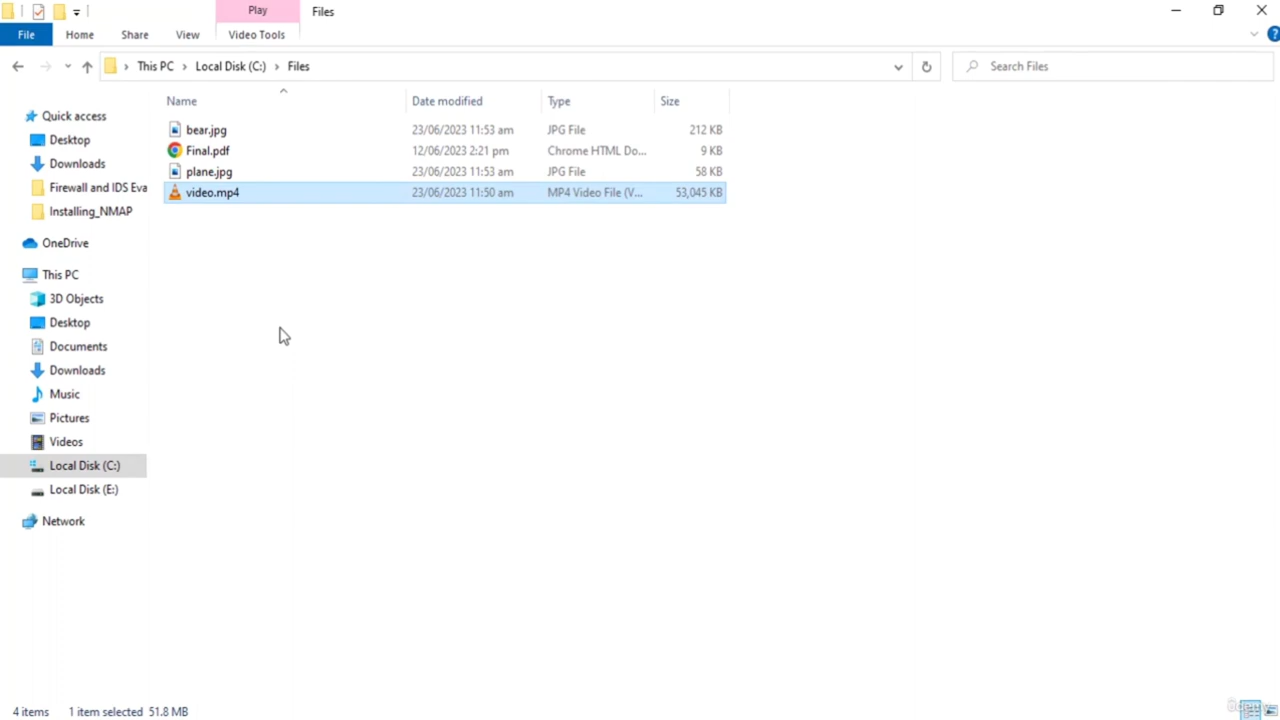 Play
Files
File
Home
Share
View
Video Tools
This PC
Local Disk (C:)
Files
Search Files
Name
Date modified
Type
Size
bear.jpg
23/06/2023 11:53 am
JPG File
212 KB
Final.pdf
12/06/2023 2:21 pm
Chrome HTML Do...
9 KB
plane.jpg
23/06/2023 11:53 am
JPG File
58 KB
video.mp4
23/06/2023 11:50 am
MP4 Video File (V...
53,045 KB
Quick access
Desktop
Downloads
Firewall and IDS Eva
Installing_NMAP
OneDrive
This PC
3D Objects
Desktop
Documents
Downloads
Music
Pictures
Videos
Local Disk (C:)
Local Disk (E:)
Network
4 items
1 item selected 51.8 MB